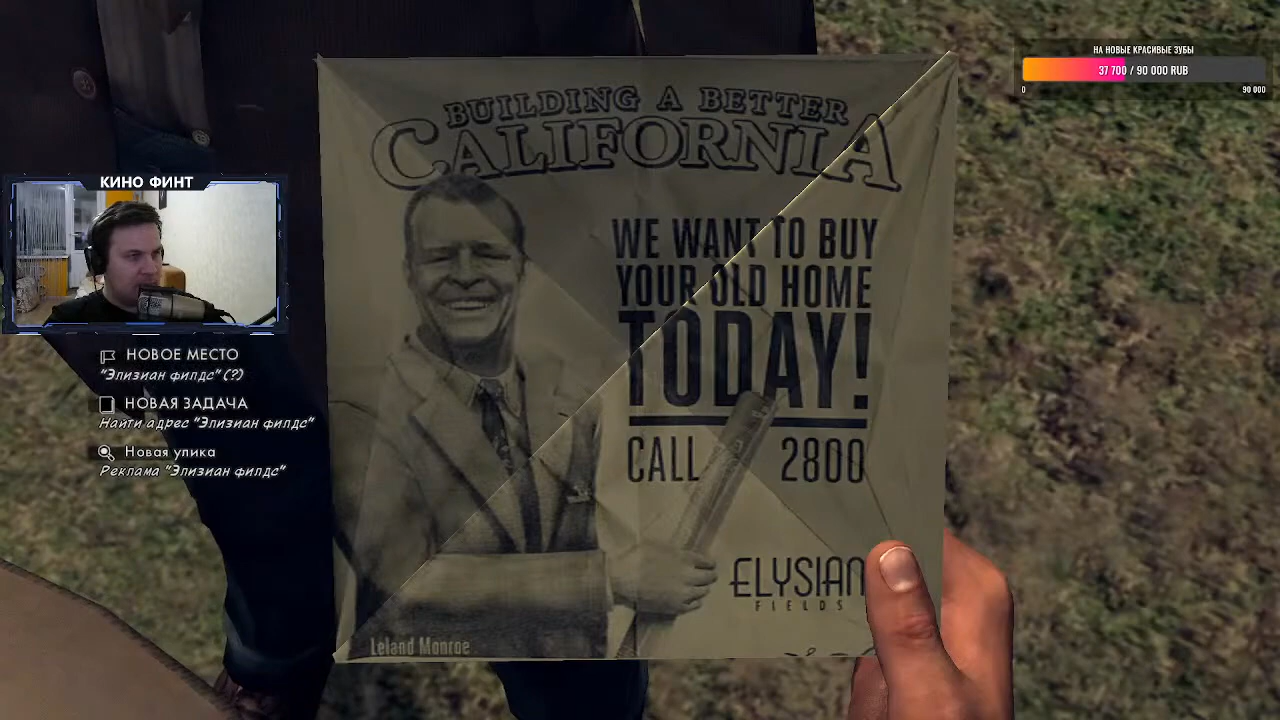 BUILDING A BETTER
CALIFORNIA
WE WANT TO BUY
YOUR OLD HOME
TODAY!
CALL 2800
ELYSIAN
FIELDS
Leland Monroe
КИНО ФИНТ
НОВОЕ МЕСТО
"Элизиан филдс" (?)
НОВАЯ ЗАДАЧА
Найти адрес "Элизиан филдс"
Новая улика
Реклама "Элизиан филдс"
НА НОВЫЕ КРАСИВЫЕ ЗУБЫ
37 700 / 90 000 RUB
0
90 000